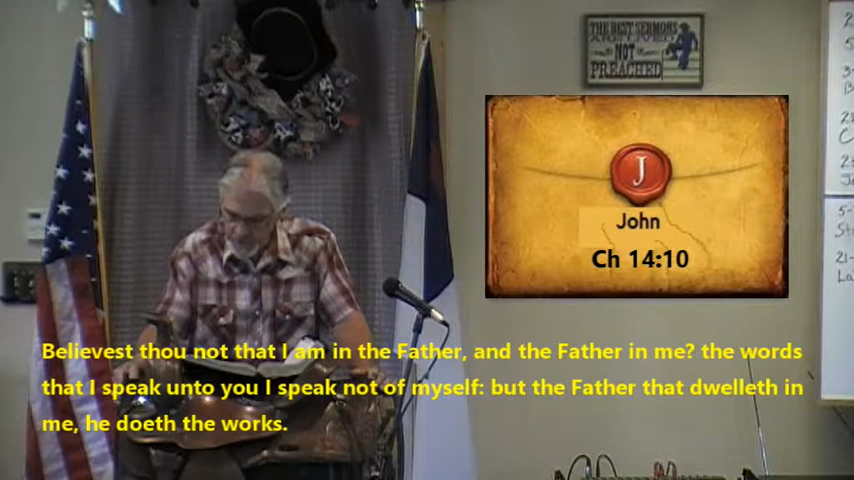 THE BEST SERMONS
ARE LIVED
NOT
PREACHED
J
John
Ch 14:10
Believest thou not that I am in the Father, and the Father in me? the words
that I speak unto you I speak not of myself: but the Father that dwelleth in
me, he doeth the works.